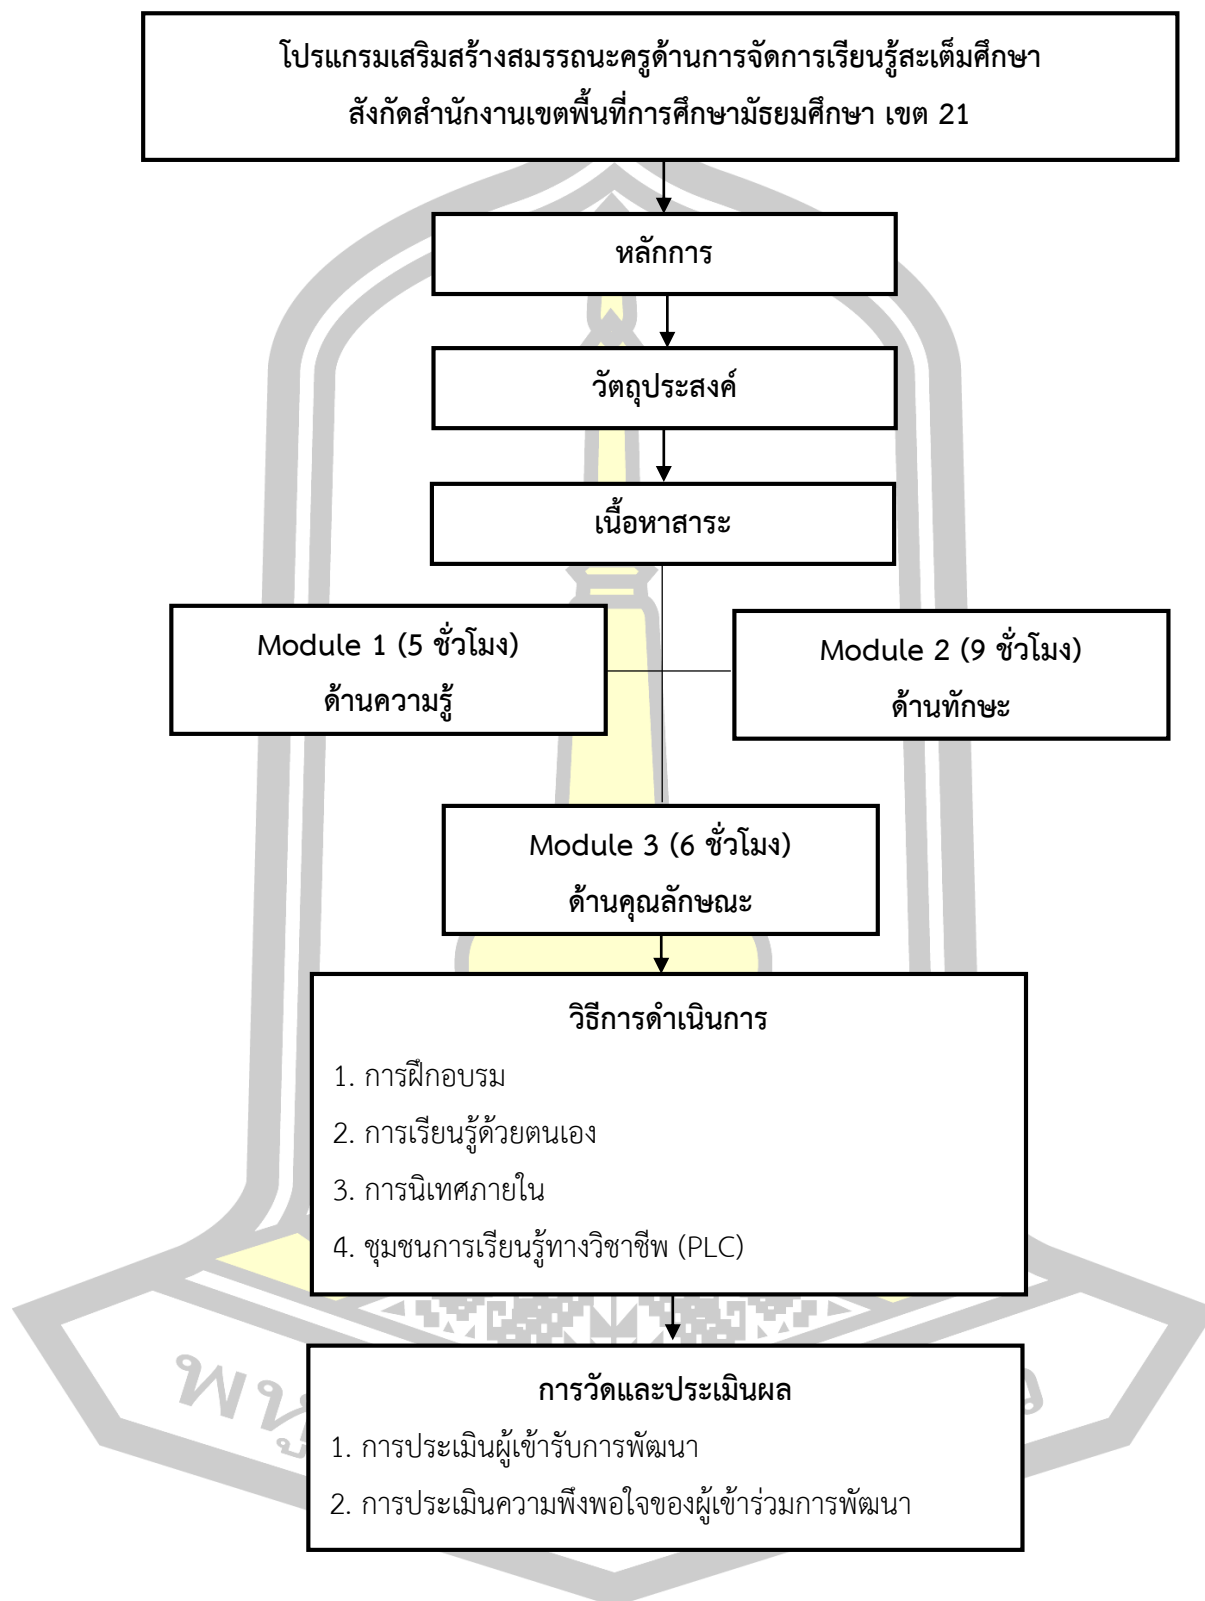 โปรแกรมเสริมสร้างสมรรถนะครูด้านการจัดการเรียนรู้สะเต็มศึกษา
สังกัดสำนักงานเขตพื้นที่การศึกษามัธยมศึกษา เขต 21
หลักการ
วัตถุประสงค์
เนื้อหาสาระ
Module 1 (5 ชั่วโมง)
ด้านความรู้
Module 2 (9 ชั่วโมง)
ด้านทักษะ
Module 3 (6 ชั่วโมง)
ด้านคุณลักษณะ
วิธีการดำเนินการ
1. การฝึกอบรม
2. การเรียนรู้ด้วยตนเอง
3. การนิเทศภายใน
4. ชุมชนการเรียนรู้ทางวิชาชีพ (PLC)
การวัดและประเมินผล
1. การประเมินผู้เข้ารับการพัฒนา
2. การประเมินความพึงพอใจของผู้เข้าร่วมการพัฒนา